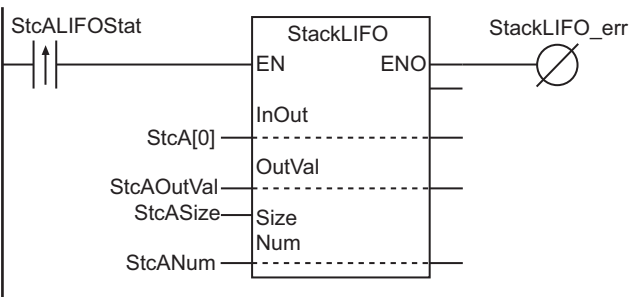 StcALIFOStat StackLIFO StackLIFO_err
EN ENO
InOut
StcA[0]
OutVal
StcAOutVal
StcASize Size
Num
StcANum